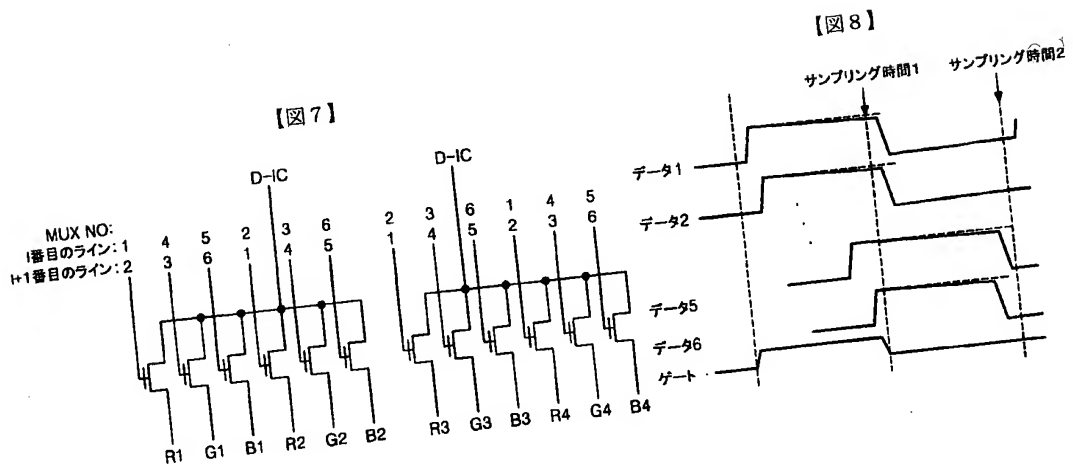 【図7】
D-IC
D-IC
MUX NO:
I番目のライン: 1 4 5 2 3 6 2 3 6 1 4 5
I+1番目のライン: 2 3 6 1 4 5 1 4 5 2 3 6
R1 G1 B1 R2 G2 B2 R3 G3 B3 R4 G4 B4
【図8】
サンプリング時間1 サンプリング時間2
データ1
データ2
データ5
データ6
ゲート